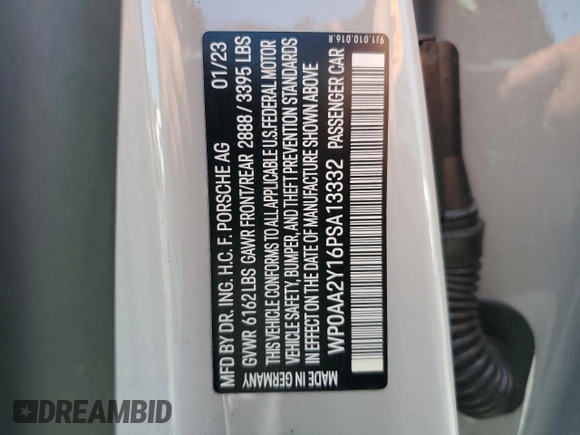 9J1.010.016.R
MFD BY DR. ING. H.C. F. PORSCHE AG 01/23
GVWR 6162 LBS GAWR FRONT/REAR 2888 / 3395 LBS
THIS VEHICLE CONFORMS TO ALL APPLICABLE U.S. FEDERAL MOTOR
VEHICLE SAFETY, BUMPER, AND THEFT PREVENTION STANDARDS
IN EFFECT ON THE DATE OF MANUFACTURE SHOWN ABOVE
WP0AA2Y16PSA13332 PASSENGER CAR
MADE IN GERMANY
DREAMBID